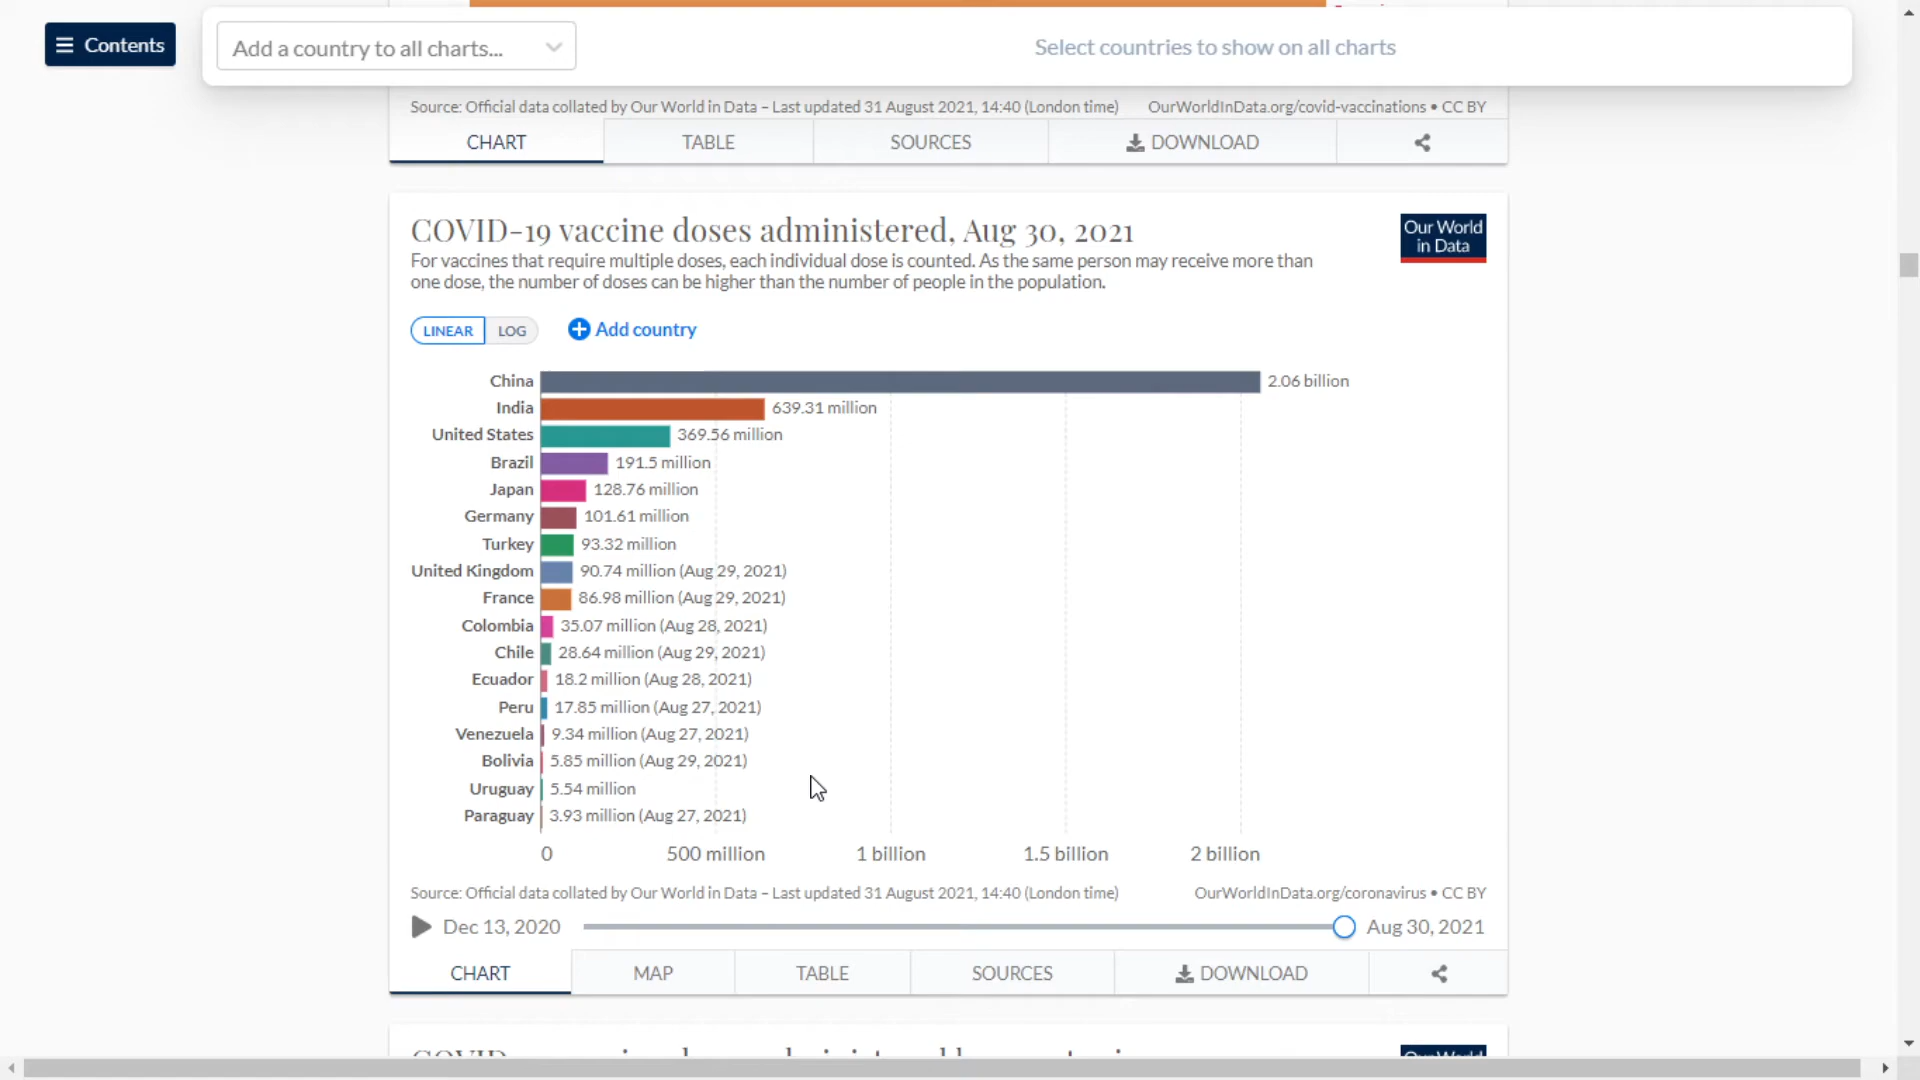 Contents
Add a country to all charts...
Select countries to show on all charts
Source: Official data collated by Our World in Data – Last updated 31 August 2021, 14:40 (London time)
OurWorldInData.org/covid-vaccinations • CC BY
CHART
TABLE
SOURCES
DOWNLOAD
COVID-19 vaccine doses administered, Aug 30, 2021
Our World
in Data
For vaccines that require multiple doses, each individual dose is counted. As the same person may receive more than
one dose, the number of doses can be higher than the number of people in the population.
LINEAR
LOG
Add country
China 2.06 billion
India 639.31 million
United States 369.56 million
Brazil 191.5 million
Japan 128.76 million
Germany 101.61 million
Turkey 93.32 million
United Kingdom 90.74 million (Aug 29, 2021)
France 86.98 million (Aug 29, 2021)
Colombia 35.07 million (Aug 28, 2021)
Chile 28.64 million (Aug 29, 2021)
Ecuador 18.2 million (Aug 28, 2021)
Peru 17.85 million (Aug 27, 2021)
Venezuela 9.34 million (Aug 27, 2021)
Bolivia 5.85 million (Aug 29, 2021)
Uruguay 5.54 million
Paraguay 3.93 million (Aug 27, 2021)
0 500 million 1 billion 1.5 billion 2 billion
Source: Official data collated by Our World in Data – Last updated 31 August 2021, 14:40 (London time)
OurWorldInData.org/coronavirus • CC BY
Dec 13, 2020
Aug 30, 2021
CHART
MAP
TABLE
SOURCES
DOWNLOAD